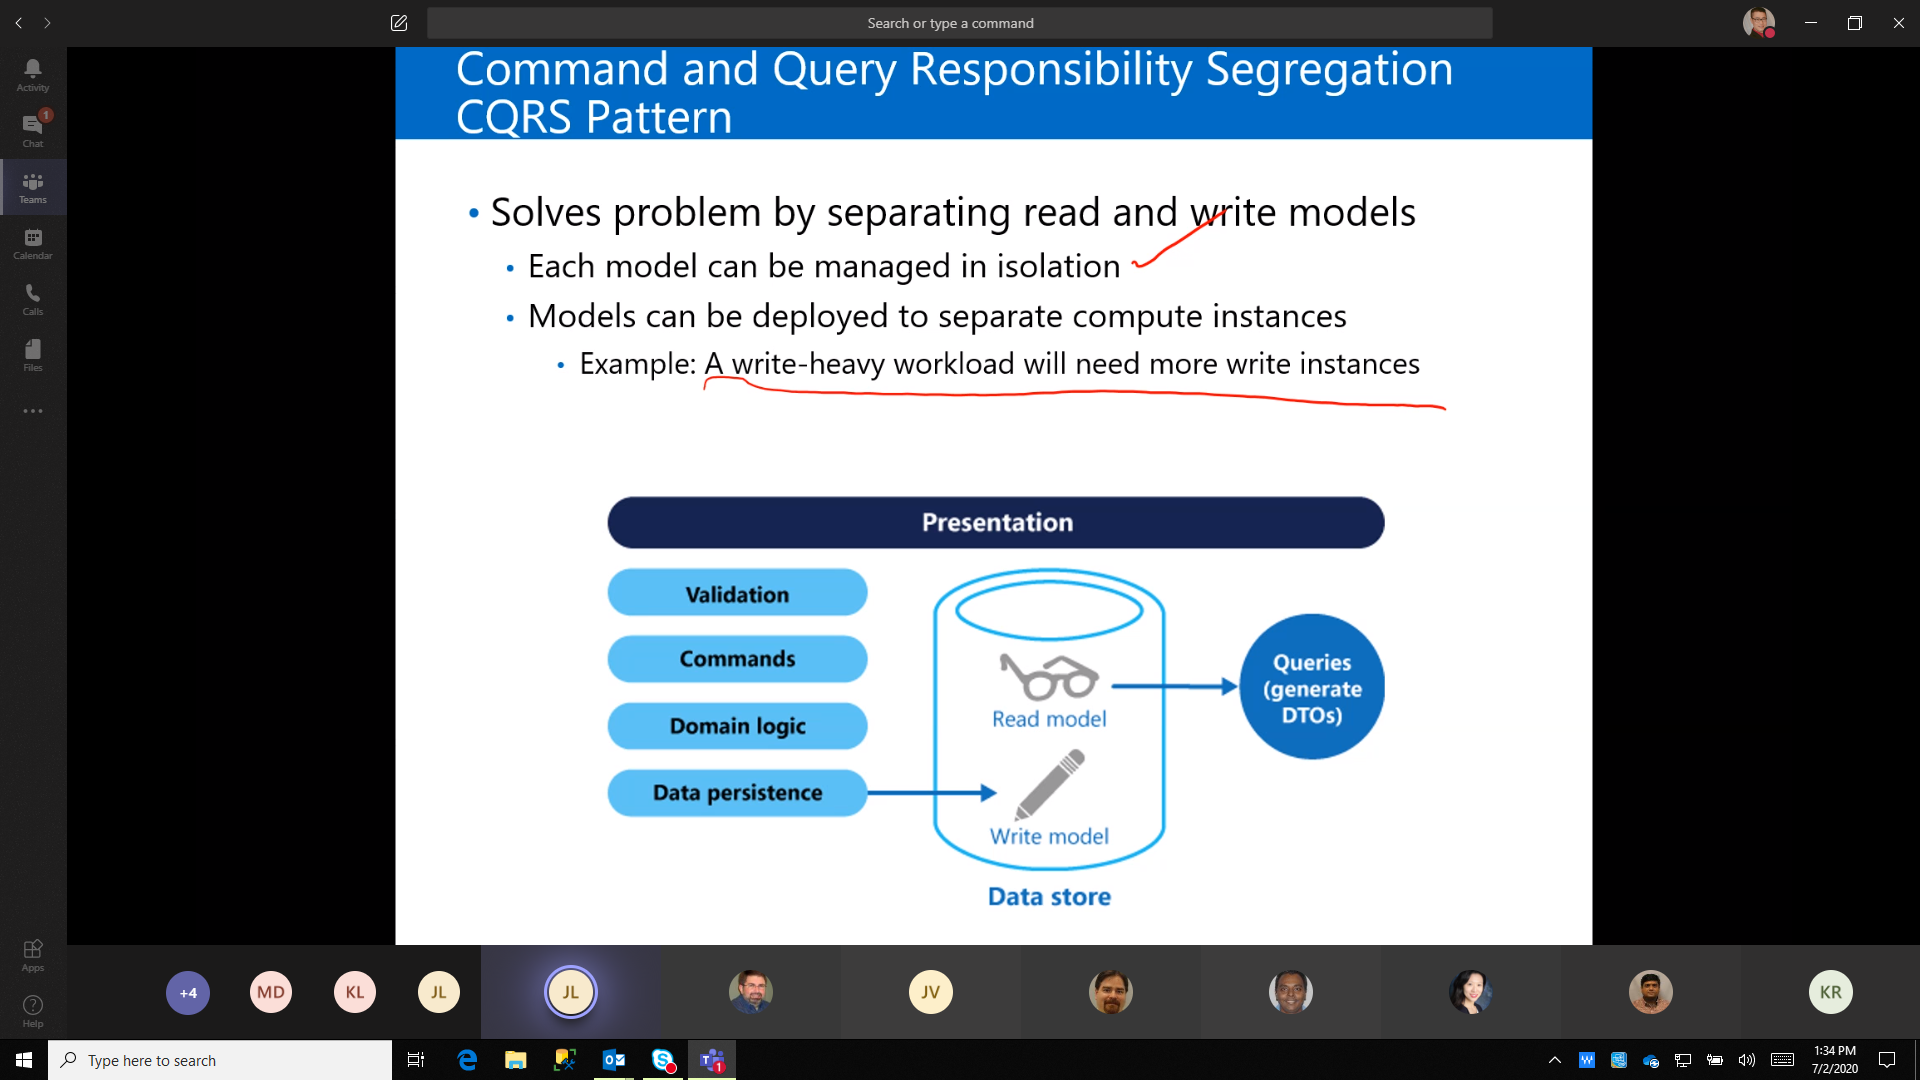 Search or type a command
Activity
1
Chat
Teams
Calendar
Calls
Files
Apps
Help
Command and Query Responsibility Segregation
CQRS Pattern
• Solves problem by separating read and write models
• Each model can be managed in isolation
• Models can be deployed to separate compute instances
• Example: A write-heavy workload will need more write instances
Presentation
Validation
Commands
Domain logic
Data persistence
Read model
Write model
Data store
Queries
(generate
DTOs)
+4
MD
KL
JL
JL
JV
KR
Type here to search
1:34 PM
7/2/2020